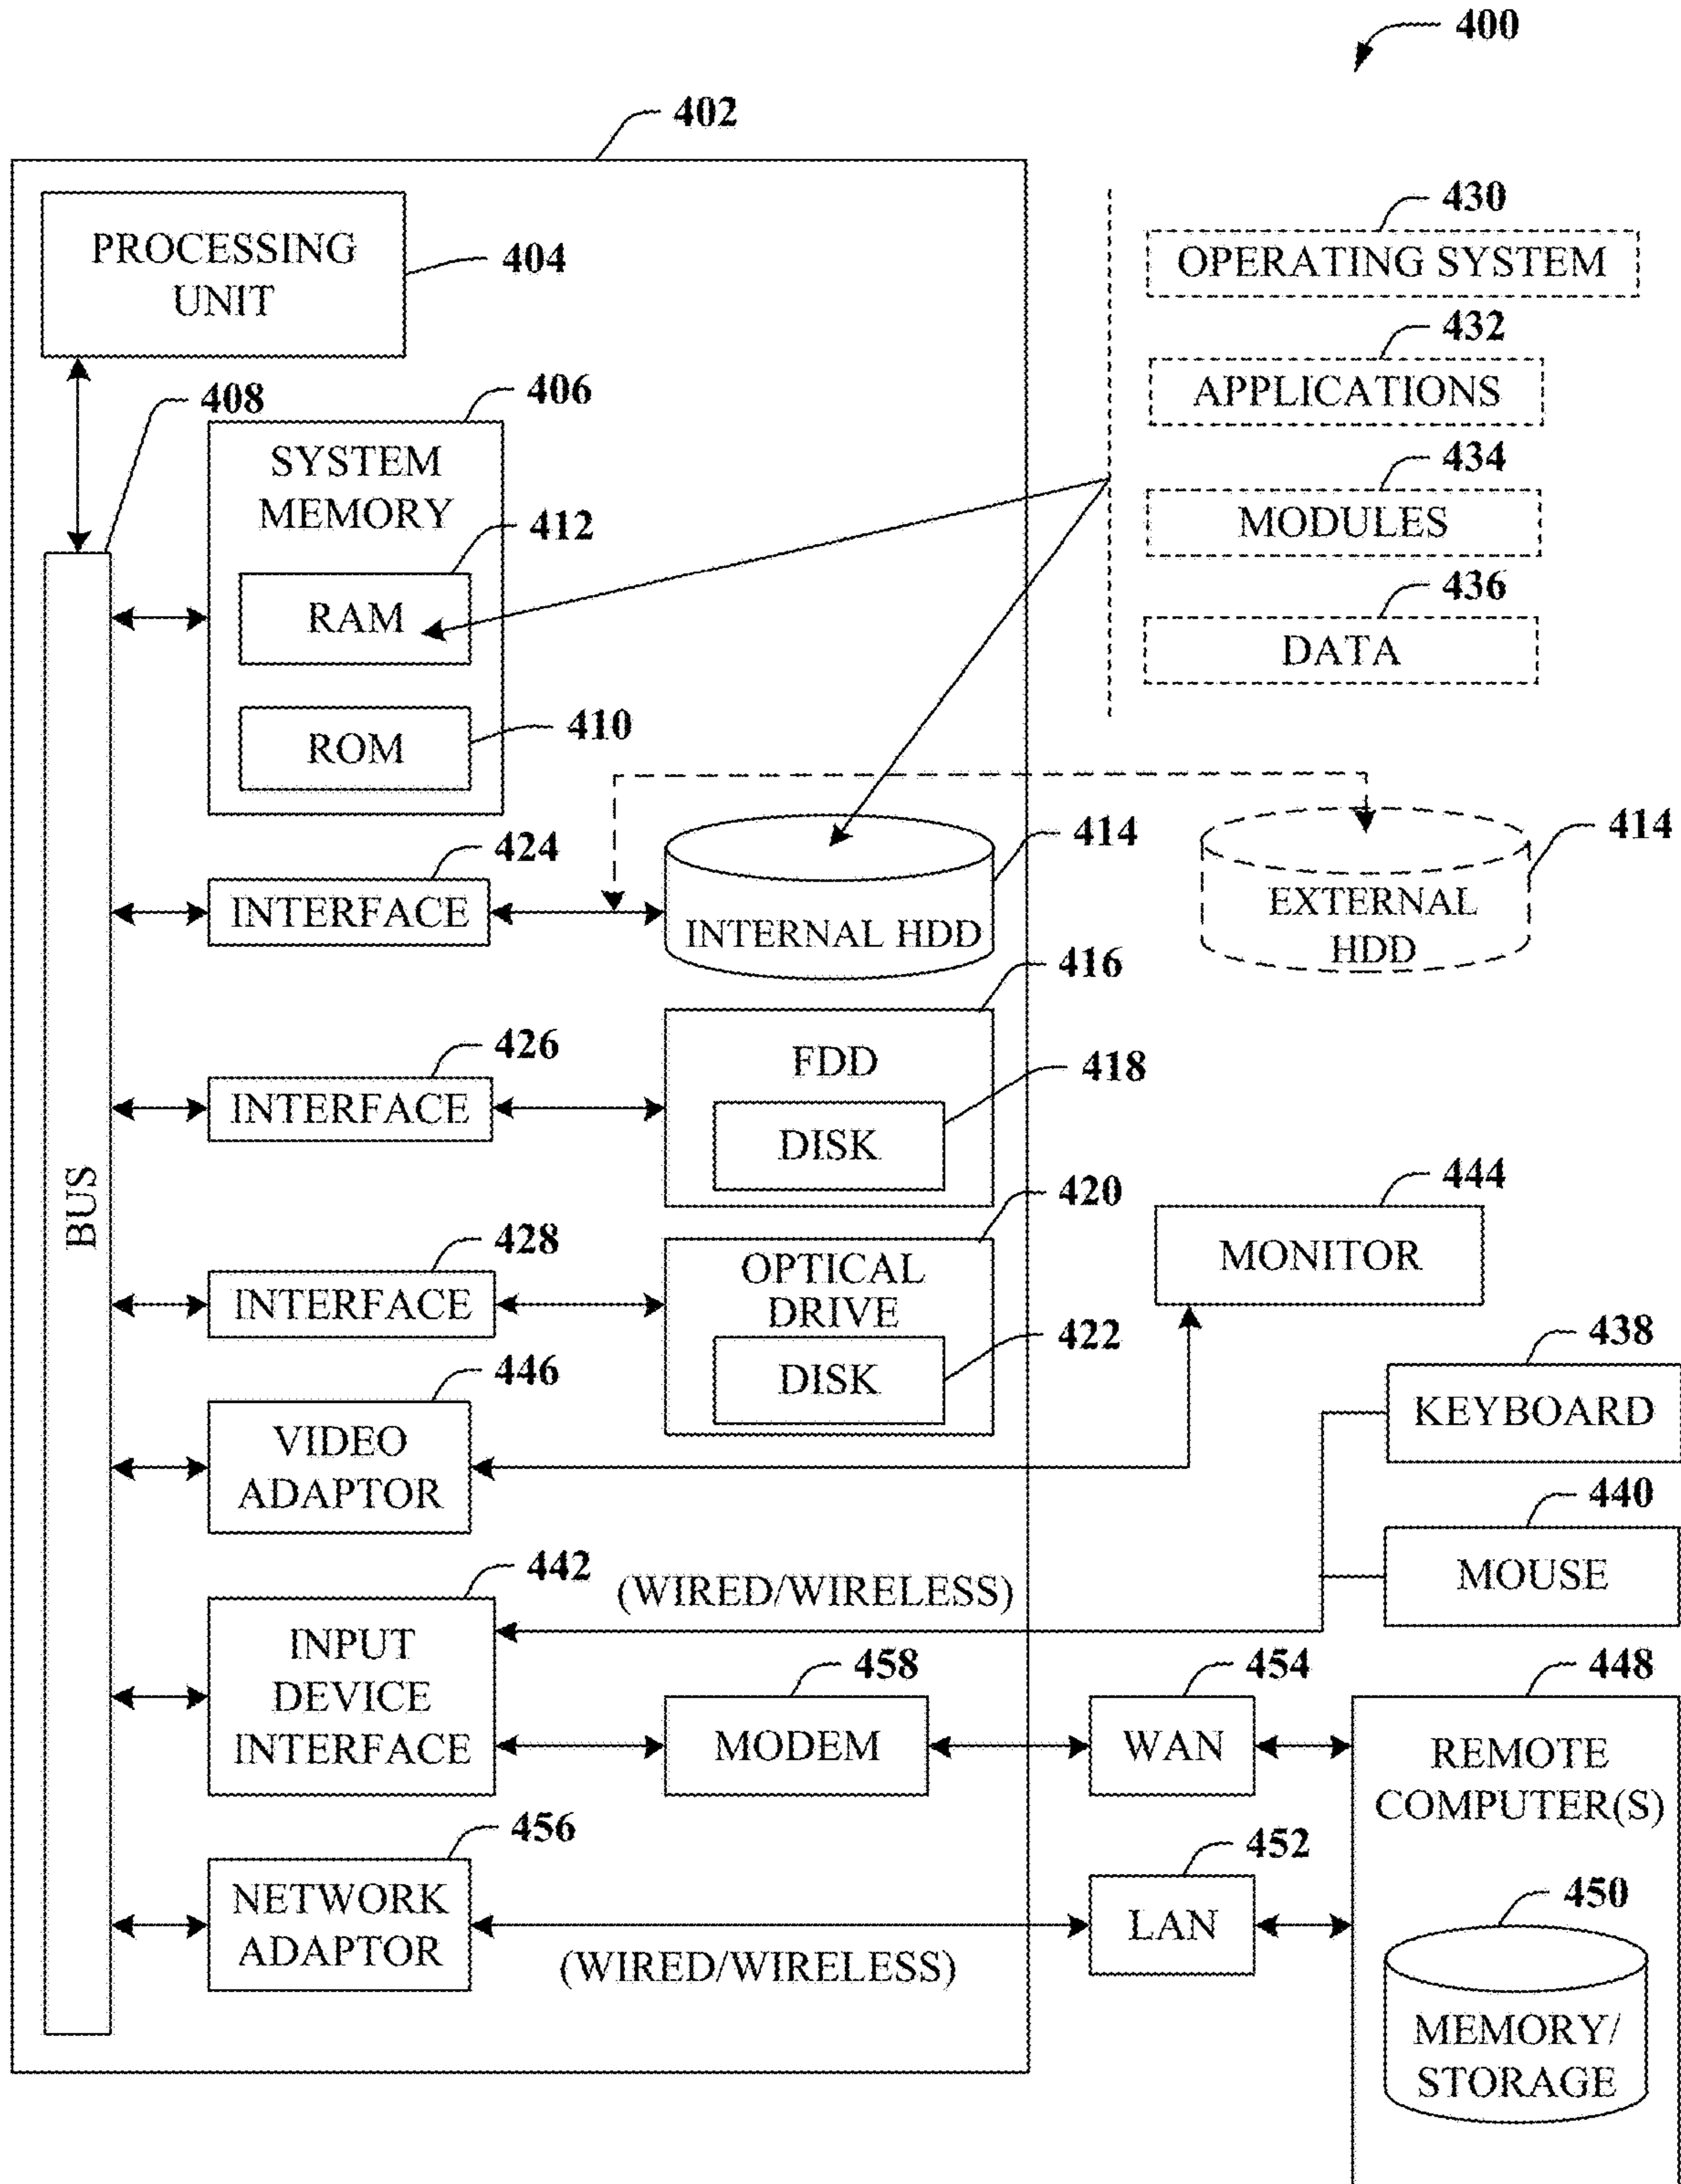 400
402
PROCESSING
UNIT
404
430
OPERATING SYSTEM
432
APPLICATIONS
434
MODULES
436
DATA
408
406
SYSTEM
MEMORY
412
RAM
410
ROM
424
INTERFACE
414
INTERNAL HDD
414
EXTERNAL
HDD
416
FDD
426
INTERFACE
418
DISK
BUS
420
OPTICAL
DRIVE
428
INTERFACE
422
DISK
444
MONITOR
438
KEYBOARD
446
VIDEO
ADAPTOR
440
MOUSE
442
(WIRED/WIRELESS)
INPUT
DEVICE
INTERFACE
458
MODEM
454
WAN
448
REMOTE
COMPUTER(S)
456
NETWORK
ADAPTOR
(WIRED/WIRELESS)
452
LAN
450
MEMORY/
STORAGE